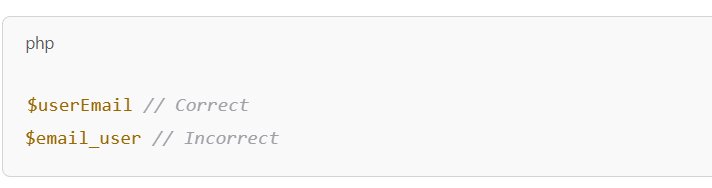 php
$userEmail // Correct
$email_user // Incorrect